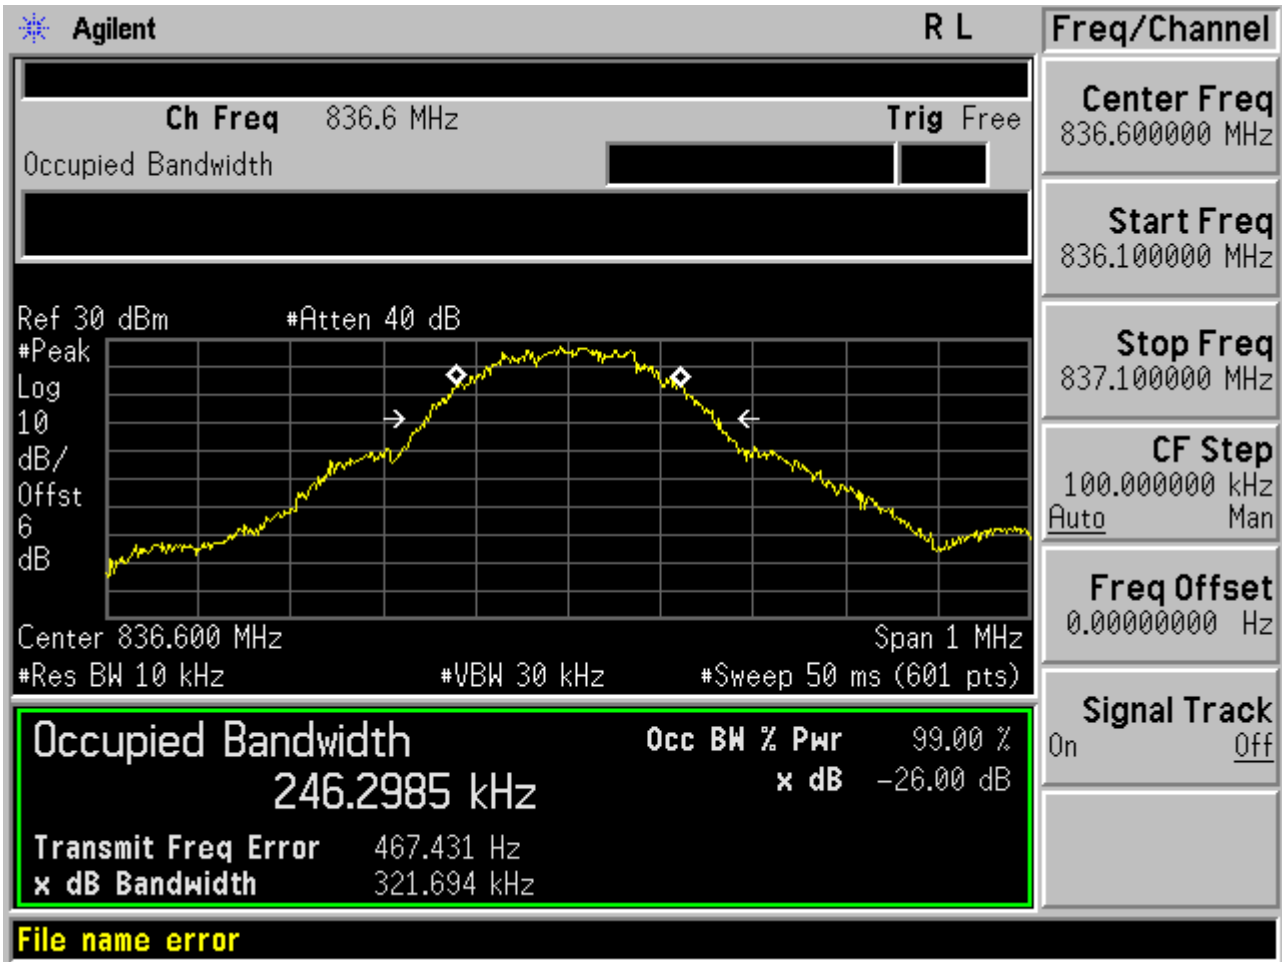 Agilent
R L
Freq/Channel
Ch Freq 836.6 MHz Trig Free
Occupied Bandwidth
Center Freq
836.600000 MHz
Start Freq
836.100000 MHz
Stop Freq
837.100000 MHz
CF Step
100.000000 kHz
Auto Man
Freq Offset
0.00000000 Hz
Signal Track
On Off
Ref 30 dBm #Atten 40 dB
#Peak
Log
10
dB/
Offst
6
dB
Center 836.600 MHz Span 1 MHz
#Res BW 10 kHz #VBW 30 kHz #Sweep 50 ms (601 pts)
Occupied Bandwidth
246.2985 kHz
Occ BW % Pwr 99.00 %
x dB -26.00 dB
Transmit Freq Error 467.431 Hz
x dB Bandwidth 321.694 kHz
File name error